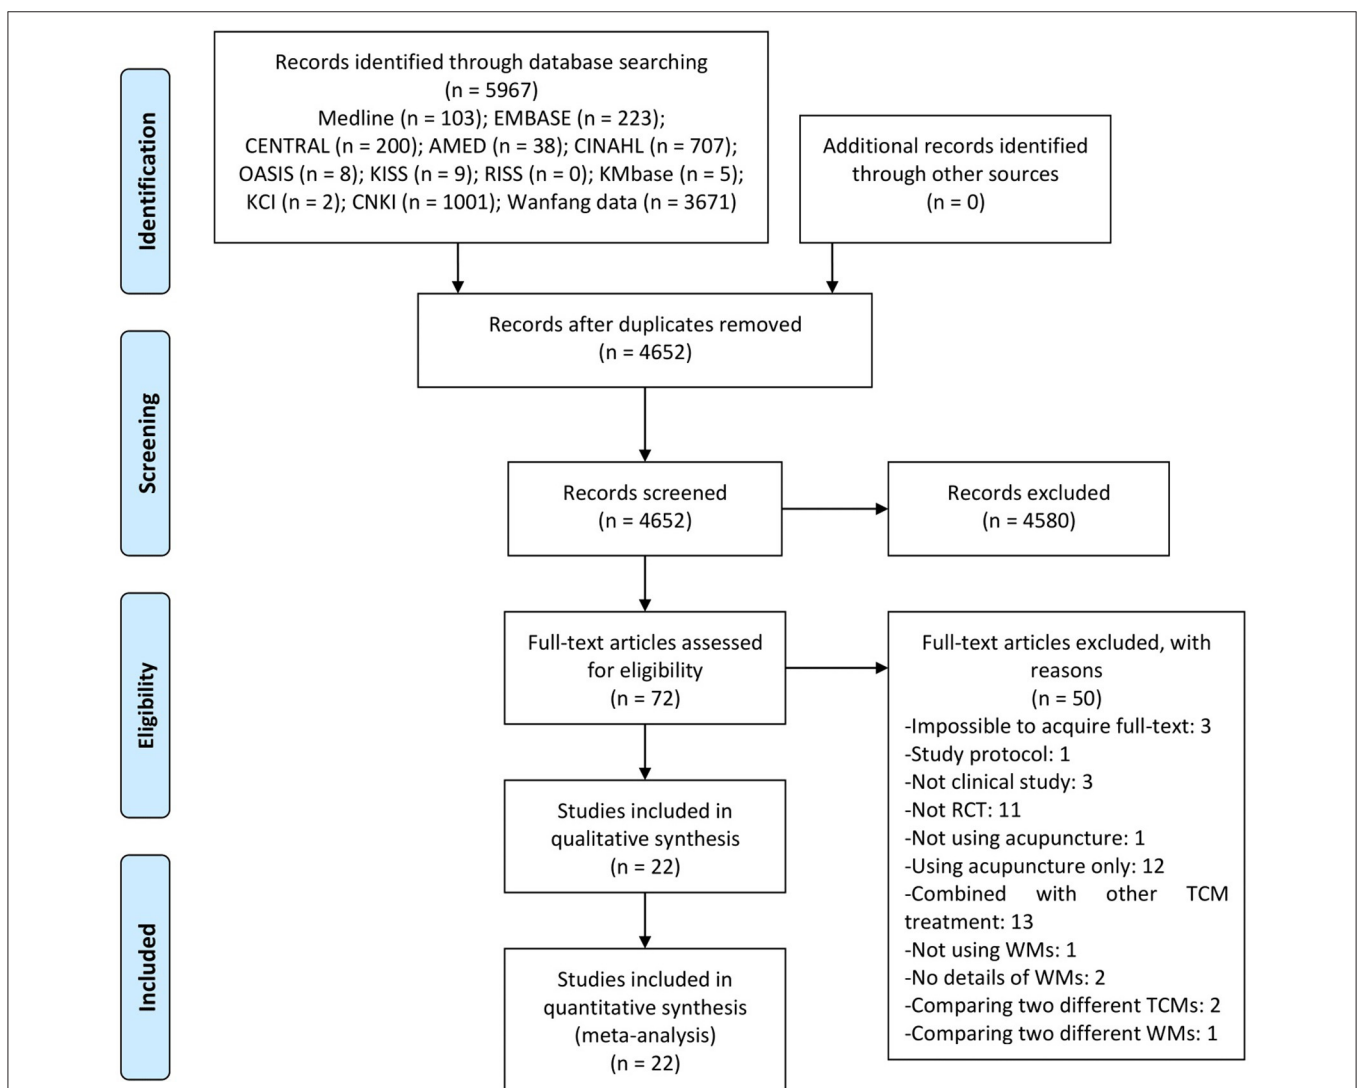 Identification
Records identified through database searching
(n = 5967)
Medline (n = 103); EMBASE (n = 223);
CENTRAL (n = 200); AMED (n = 38); CINAHL (n = 707);
OASIS (n = 8); KISS (n = 9); RISS (n = 0); KMbase (n = 5);
KCI (n = 2); CNKI (n = 1001); Wanfang data (n = 3671)
Additional records identified
through other sources
(n = 0)
Records after duplicates removed
(n = 4652)
Screening
Records screened
(n = 4652)
Records excluded
(n = 4580)
Eligibility
Full-text articles assessed
for eligibility
(n = 72)
Full-text articles excluded, with
reasons
(n = 50)
-Impossible to acquire full-text: 3
-Study protocol: 1
-Not clinical study: 3
-Not RCT: 11
-Not using acupuncture: 1
-Using acupuncture only: 12
-Combined with other TCM
treatment: 13
-Not using WMs: 1
-No details of WMs: 2
-Comparing two different TCMs: 2
-Comparing two different WMs: 1
Studies included in
qualitative synthesis
(n = 22)
Included
Studies included in
quantitative synthesis
(meta-analysis)
(n = 22)